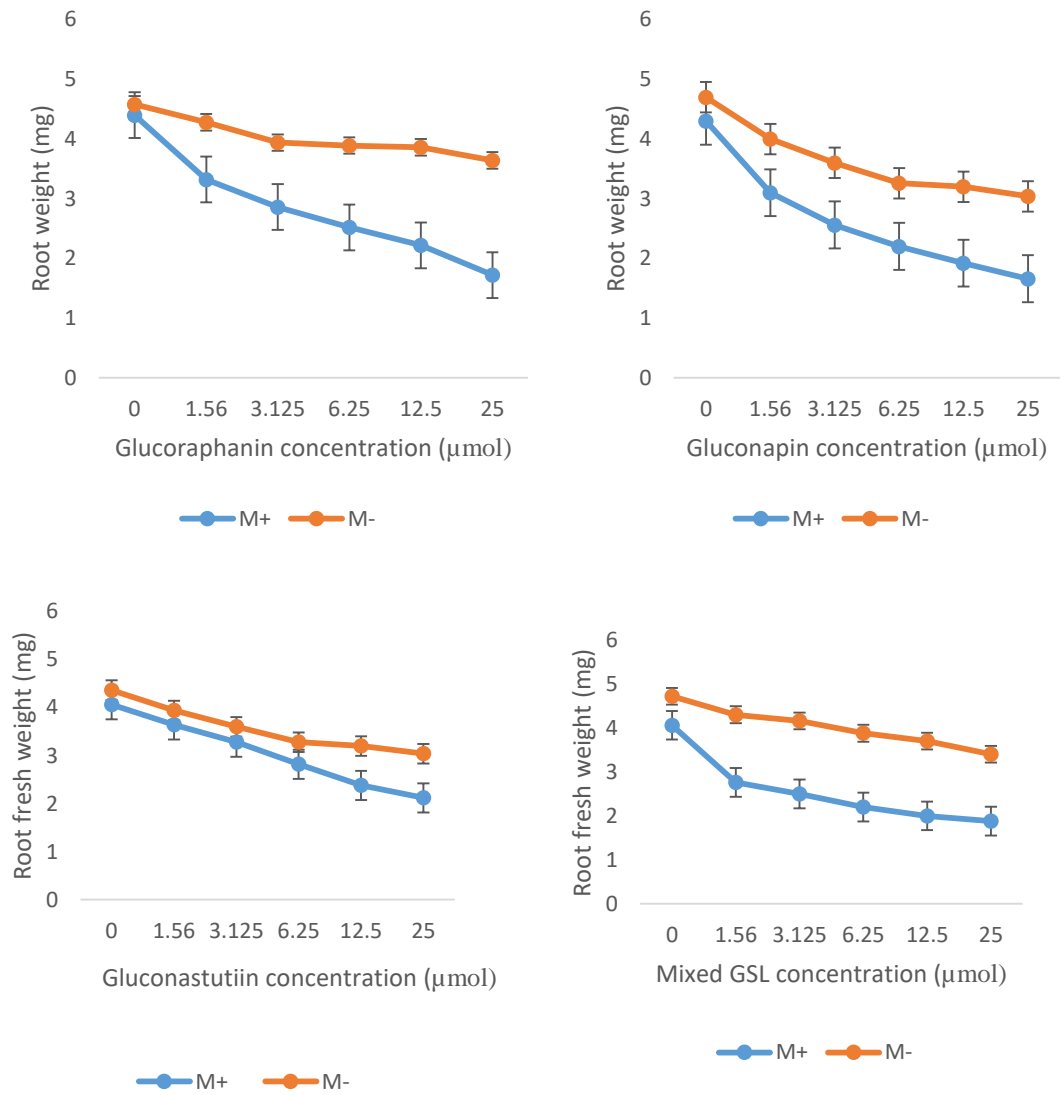 6
5
4
3
2
1
0
Root weight (mg)
0 1.56 3.125 6.25 12.5 25
Glucoraphanin concentration (µmol)
M+ M-
6
5
4
3
2
1
0
Root weight (mg)
0 1.56 3.125 6.25 12.5 25
Gluconapin concentration (µmol)
M+ M-
6
5
4
3
2
1
0
Root fresh weight (mg)
0 1.56 3.125 6.25 12.5 25
Gluconastutiin concentration (µmol)
M+ M-
6
5
4
3
2
1
0
Root fresh weight (mg)
0 1.56 3.125 6.25 12.5 25
Mixed GSL concentration (µmol)
M+ M-